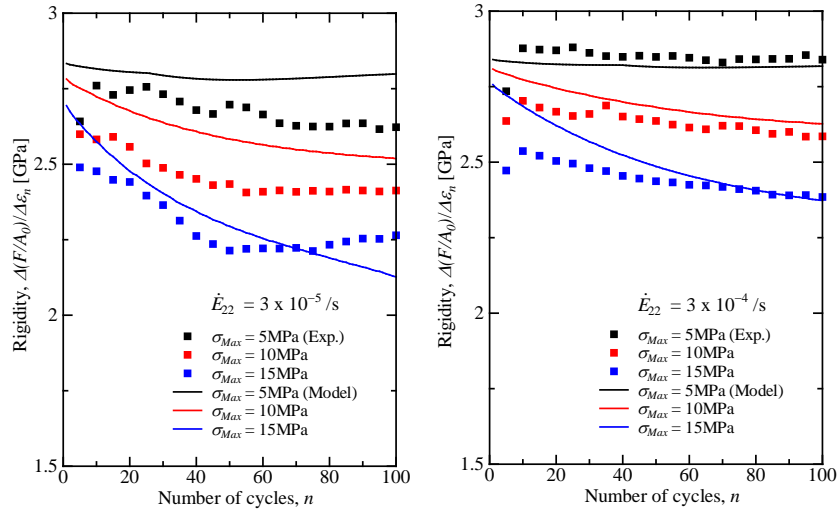 3
2.5
2
1.5
0
20
40
60
80
100
Rigidity, Δ(F/A₀)/Δεₙ [GPa]
Number of cycles, n
Ė₂₂ = 3 x 10⁻⁵ /s
σMax = 5MPa (Exp.)
σMax = 10MPa
σMax = 15MPa
σMax = 5MPa (Model)
σMax = 10MPa
σMax = 15MPa
3
2.5
2
1.5
0
20
40
60
80
100
Rigidity, Δ(F/A₀)/Δεₙ [GPa]
Number of cycles, n
Ė₂₂ = 3 x 10⁻⁴ /s
σMax = 5MPa (Exp.)
σMax = 10MPa
σMax = 15MPa
σMax = 5MPa (Model)
σMax = 10MPa
σMax = 15MPa